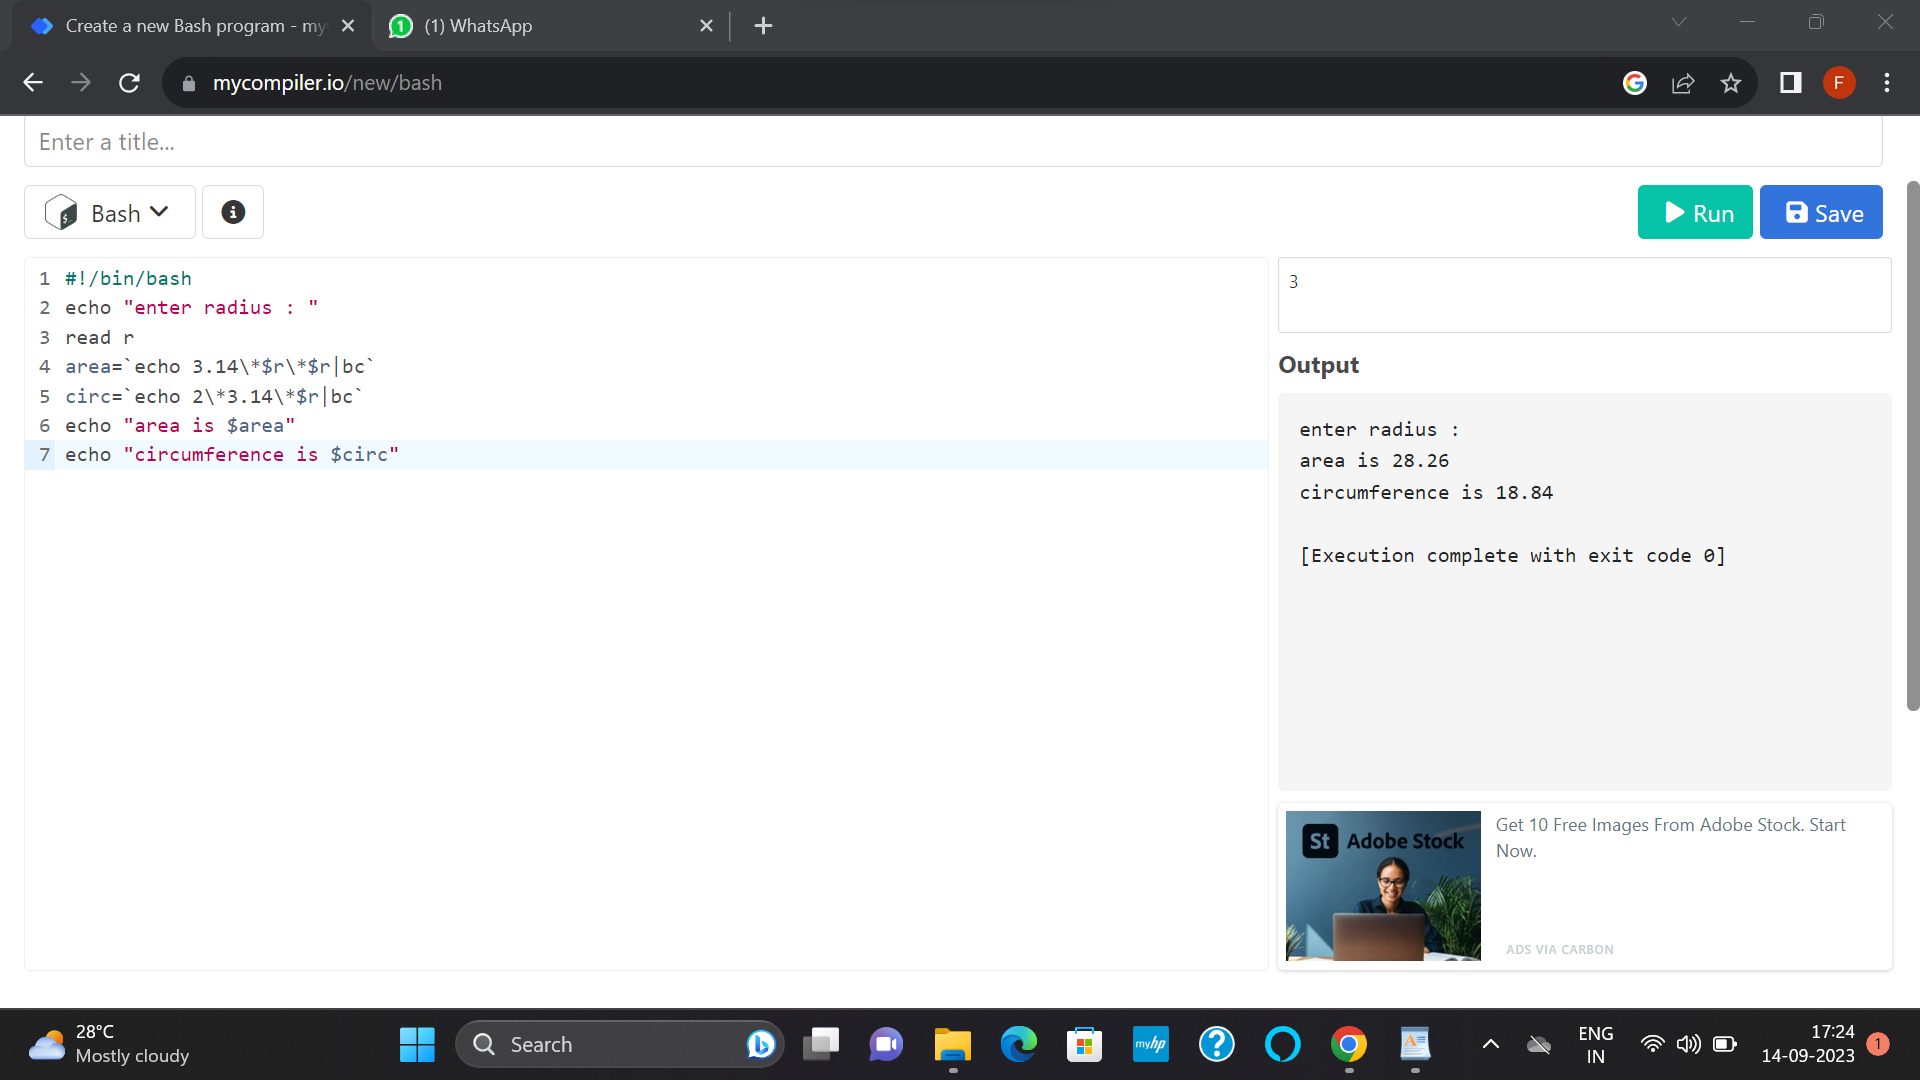 Create a new Bash program - my
(1) WhatsApp
mycompiler.io/new/bash
F
Enter a title...
Bash
Run
Save
1 #!/bin/bash
2 echo "enter radius : "
3 read r
4 area=`echo 3.14\*$r\*$r|bc`
5 circ=`echo 2\*3.14\*$r|bc`
6 echo "area is $area"
7 echo "circumference is $circ"
3
Output
enter radius :
area is 28.26
circumference is 18.84
[Execution complete with exit code 0]
St Adobe Stock
Get 10 Free Images From Adobe Stock. Start
Now.
ADS VIA CARBON
28°C
Mostly cloudy
Search
myhp
ENG
IN
17:24
14-09-2023
1